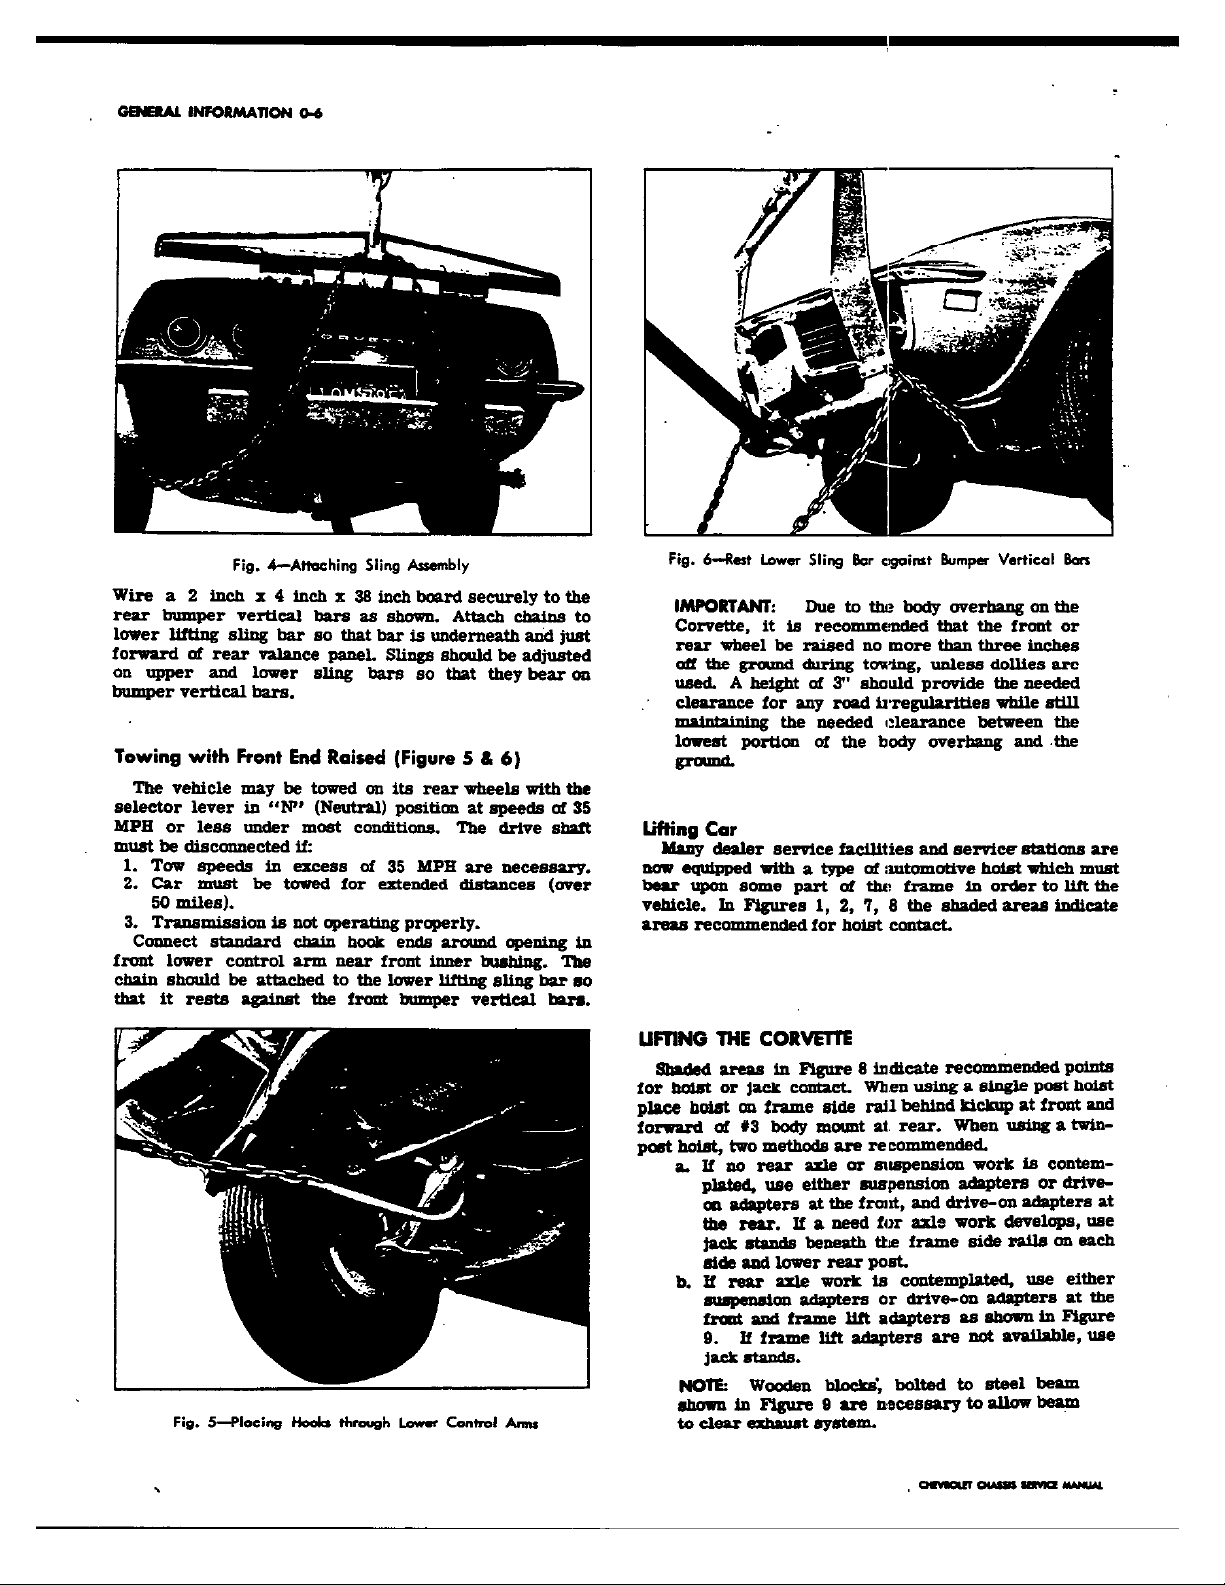 GENERAL INFORMATION 0-6
Fig. 4—Attaching Sling Assembly
Wire a 2 inch x 4 inch x 38 inch board securely to the
rear bumper vertical bars as shown. Attach chains to
lower lifting sling bar so that bar is underneath and just
forward of rear valance panel. Slings should be adjusted
on upper and lower sling bars so that they bear on
bumper vertical bars.
Towing with Front End Raised (Figure 5 & 6)
The vehicle may be towed on its rear wheels with the
selector lever in "N" (Neutral) position at speeds of 35
MPH or less under most conditions. The drive shaft
must be disconnected if:
1. Tow speeds in excess of 35 MPH are necessary.
2. Car must be towed for extended distances (over
50 miles).
3. Transmission is not operating properly.
Connect standard chain hook ends around opening in
front lower control arm near front inner bushing. The
chain should be attached to the lower lifting sling bar so
that it rests against the front bumper vertical bars.
Fig. 5—Placing Hooks through Lower Control Arms
Fig. 6—Rest Lower Sling Bar against Bumper Vertical Bars
IMPORTANT: Due to the body overhang on the
Corvette, it is recommended that the front or
rear wheel be raised no more than three inches
off the ground during towing, unless dollies are
used. A height of 3" should provide the needed
clearance for any road irregularities while still
maintaining the needed clearance between the
lowest portion of the body overhang and the
ground.
Lifting Car
Many dealer service facilities and service stations are
now equipped with a type of automotive hoist which must
bear upon some part of the frame in order to lift the
vehicle. In Figures 1, 2, 7, 8 the shaded areas indicate
areas recommended for hoist contact.
LIFTING THE CORVETTE
Shaded areas in Figure 8 indicate recommended points
for hoist or jack contact. When using a single post hoist
place hoist on frame side rail behind kickup at front and
forward of #3 body mount at rear. When using a twin-
post hoist, two methods are recommended.
a. If no rear axle or suspension work is contem-
plated, use either suspension adapters or drive-
on adapters at the front, and drive-on adapters at
the rear. If a need for axle work develops, use
jack stands beneath the frame side rails on each
side and lower rear post.
b. If rear axle work is contemplated, use either
suspension adapters or drive-on adapters at the
front and frame lift adapters as shown in Figure
9. If frame lift adapters are not available, use
jack stands.
NOTE: Wooden blocks, bolted to steel beam
shown in Figure 9 are necessary to allow beam
to clear exhaust system.
CHEVROLET CHASSIS SERVICE MANUAL